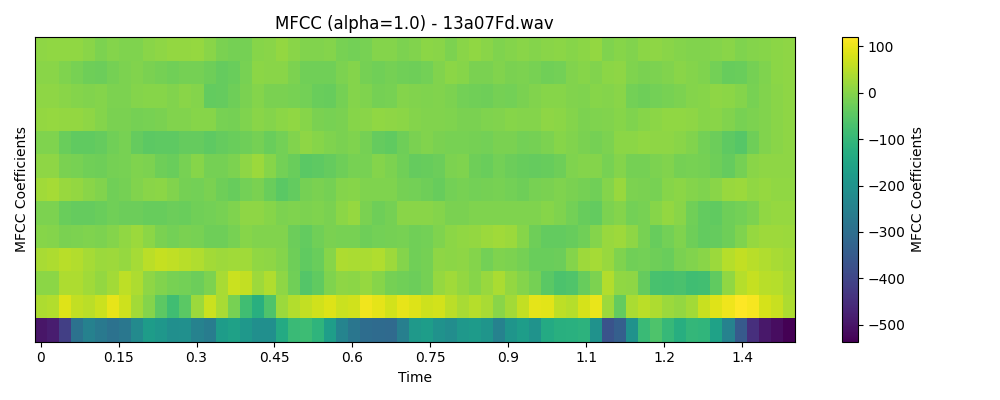 MFCC (alpha=1.0) - 13a07Fd.wav
MFCC Coefficients
0 0.15 0.3 0.45 0.6 0.75 0.9 1.1 1.2 1.4
Time
100
0
−100
−200
−300
−400
−500
MFCC Coefficients